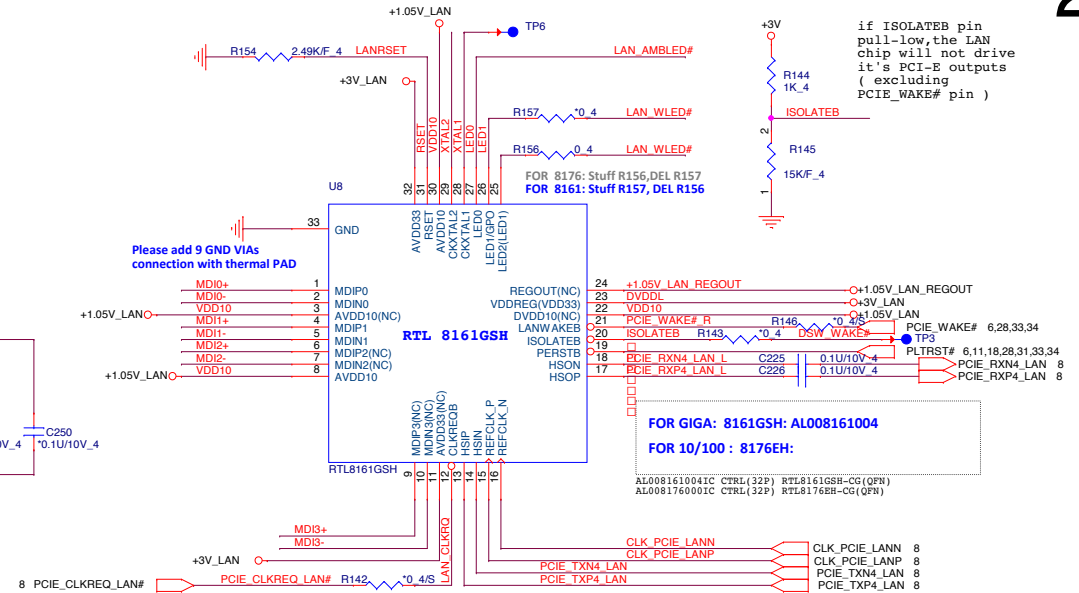 2
+1.05V_LAN
TP6
+3V
if ISOLATEB pin
pull-low,the LAN
chip will not drive
it's PCI-E outputs
( excluding
PCIE_WAKE# pin )
R154 2.49K/F_4 LANRSET
LAN_AMBLED#
+3V_LAN
R144
1K_4
R157 *0_4 LAN_WLED#
ISOLATEB
RSET
VDD10
XTAL2
XTAL1
LED0
LED1
2
R145
15K/F_4
1
R156 0_4 LAN_WLED#
FOR 8176: Stuff R156,DEL R157
FOR 8161: Stuff R157, DEL R156
U8
32 31 30 29 28 27 26 25
AVDD33
RSET
AVDD10
CKXTAL2
CKXTAL1
LED0
LED1(GPO
LED2(LED1)
33 GND
Please add 9 GND VIAs
connection with thermal PAD
MDI0+ 1 MDIP0
MDI0- 2 MDIN0
+1.05V_LAN VDD10 3 AVDD10(NC)
MDI1+ 4 MDIP1
MDI1- 5 MDIN1
MDI2+ 6 MDIP2(NC)
MDI2- 7 MDIN2(NC)
+1.05V_LAN VDD10 8 AVDD10
RTL 8161GSH
REGOUT(NC) 24 +1.05V_LAN_REGOUT +1.05V_LAN_REGOUT
VDDREG(VDD33) 23 DVDDL +3V_LAN
DVDD10(NC) 22 VDD10 +1.05V_LAN
LANWAKEB 21 PCIE_WAKE#_R R146 *0_4/S PCIE_WAKE# 6,28,33,34
ISOLATEB 20 ISOLATEB R143 *0_4 DSW_WAKE# TP3
PERSTB 19 PLTRST# 6,11,18,28,31,33,34
HSON 18 PCIE_RXN4_LAN_L C225 0.1U/10V_4 PCIE_RXN4_LAN 8
HSOP 17 PCIE_RXP4_LAN_L C226 0.1U/10V_4 PCIE_RXP4_LAN 8
C250
*0.1U/10V_4
0V_4
MDIP3(NC)
MDIN3(NC)
AVDD33(NC)
CLKREQB
HSIP
HSIN
REFCLK_P
REFCLK_N
RTL8161GSH
9 10 11 12 13 14 15 16
FOR GIGA: 8161GSH: AL008161004
FOR 10/100 : 8176EH:
AL008161004IC CTRL(32P) RTL8161GSH-CG(QFN)
AL008176000IC CTRL(32P) RTL8176EH-CG(QFN)
MDI3+
MDI3-
+3V_LAN
LAN_CLKRQ
8 PCIE_CLKREQ_LAN# PCIE_CLKREQ_LAN# R142 *0_4/S
CLK_PCIE_LANN CLK_PCIE_LANN 8
CLK_PCIE_LANP CLK_PCIE_LANP 8
PCIE_TXN4_LAN PCIE_TXN4_LAN 8
PCIE_TXP4_LAN PCIE_TXP4_LAN 8